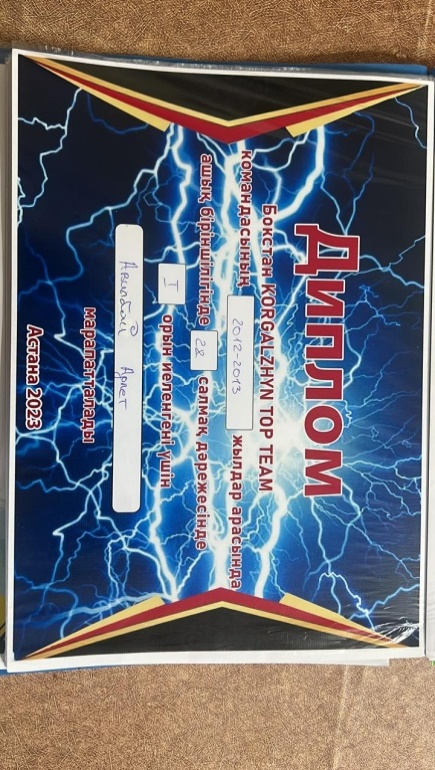 ДИПЛОМ
Бокстан KORGALZHYN TOP TEAM
командасының 2012-2013 жылдар арасында
ашық біріншілігінде 28 салмақ дәрежесінде
I орын иеленгені үшін
Әмет
марапатталады
Астана 2023